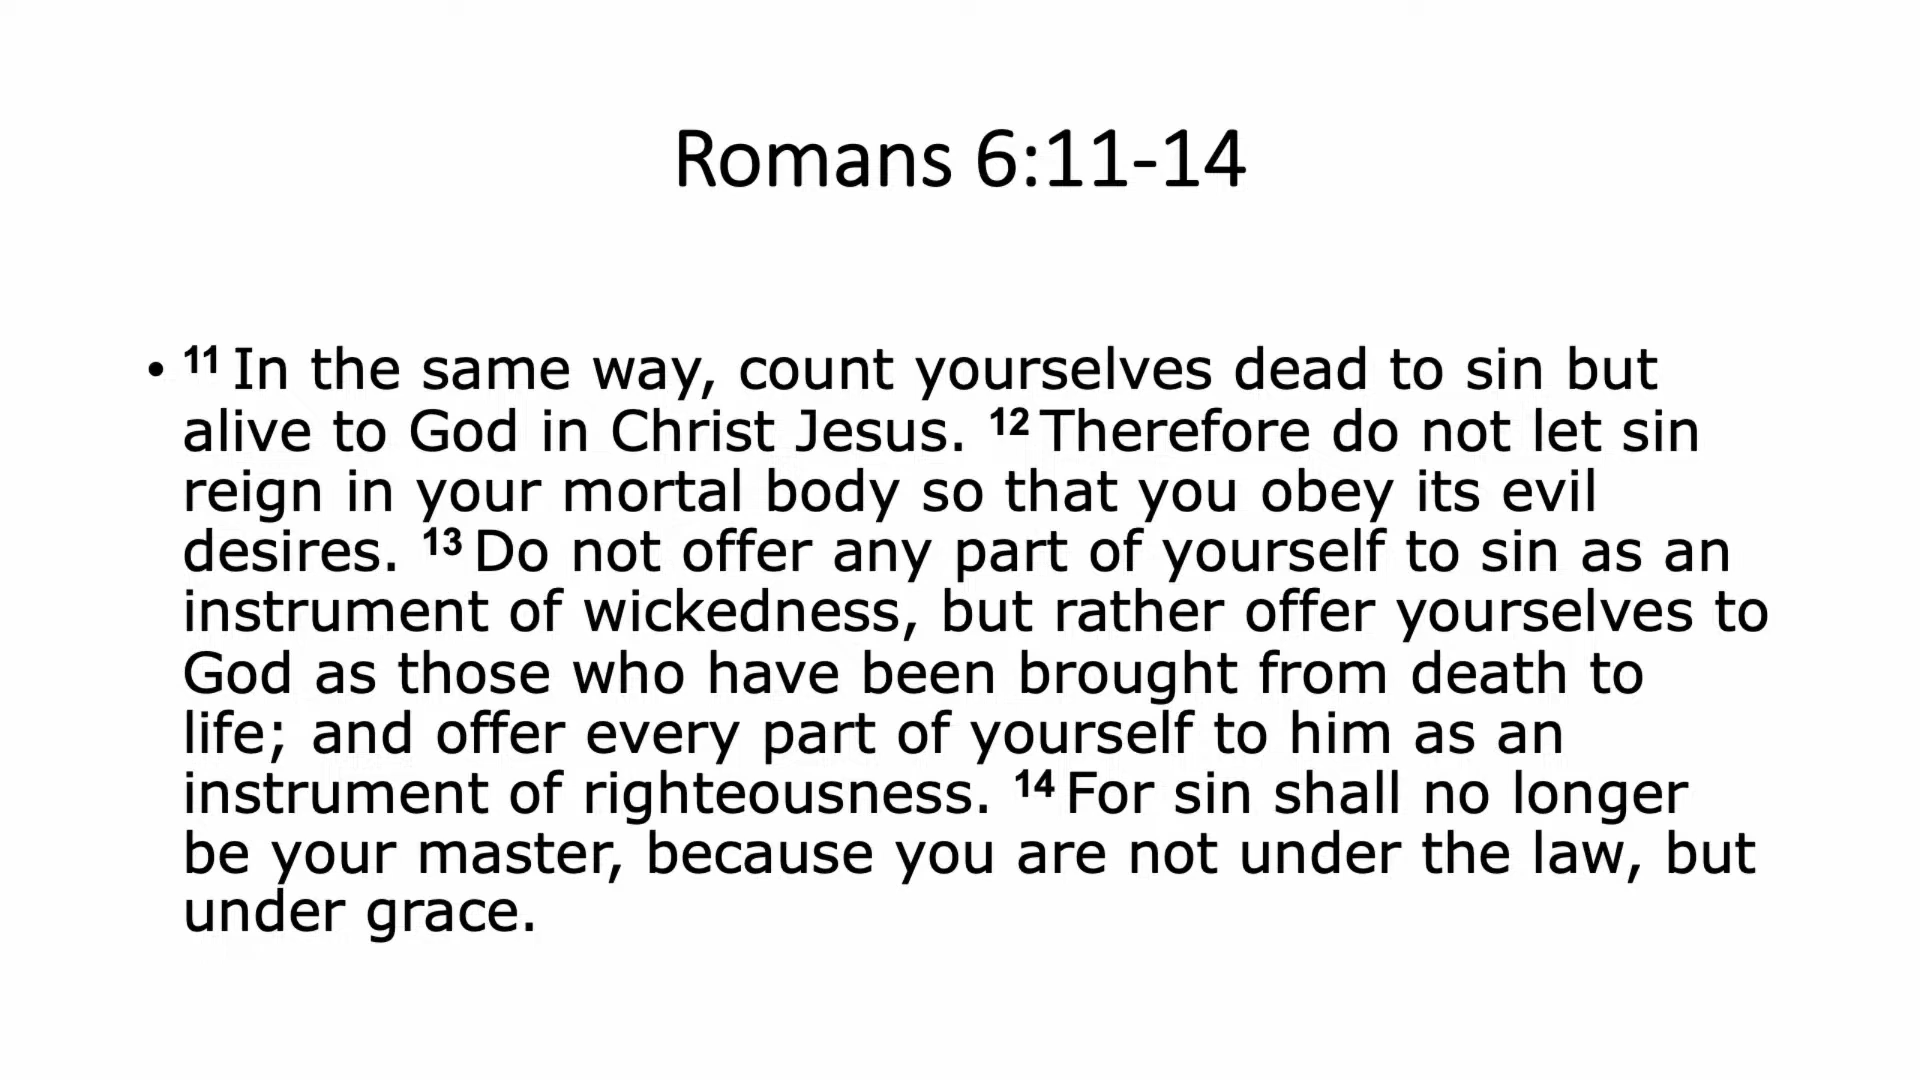 Romans 6:11-14
• 11 In the same way, count yourselves dead to sin but
alive to God in Christ Jesus. 12 Therefore do not let sin
reign in your mortal body so that you obey its evil
desires. 13 Do not offer any part of yourself to sin as an
instrument of wickedness, but rather offer yourselves to
God as those who have been brought from death to
life; and offer every part of yourself to him as an
instrument of righteousness. 14 For sin shall no longer
be your master, because you are not under the law, but
under grace.